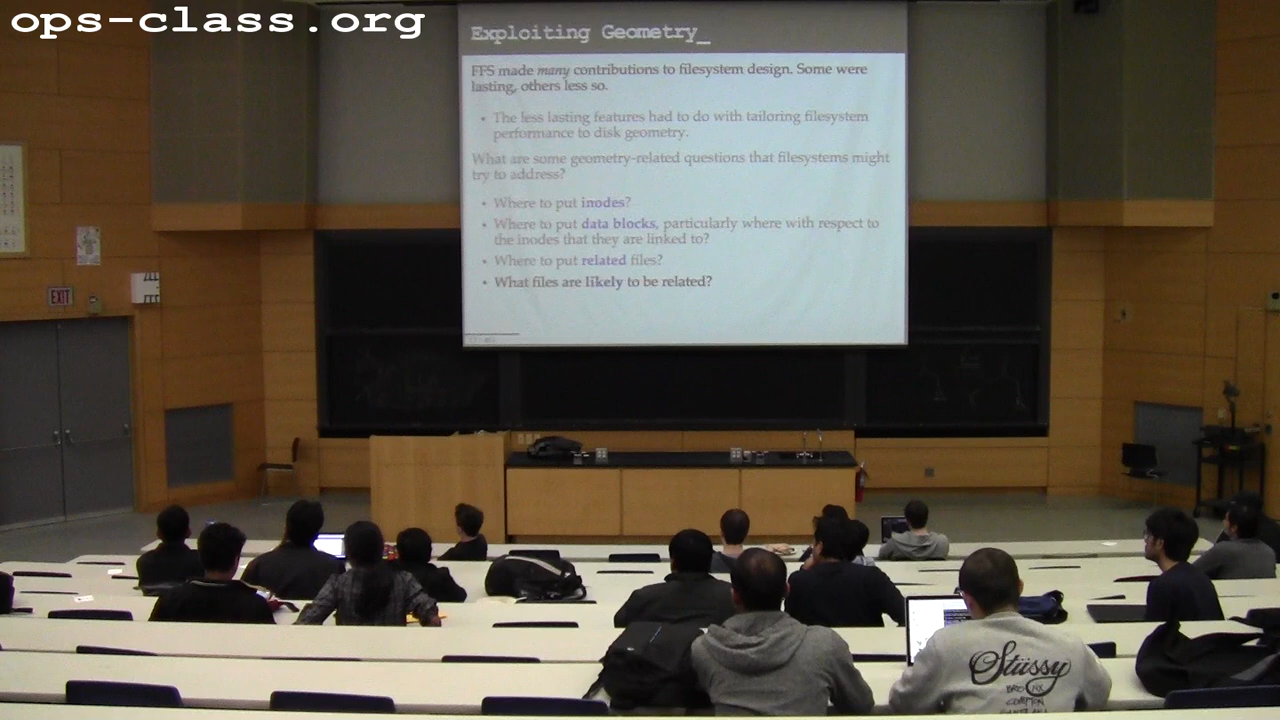 ops-class.org
Exploiting Geometry_
FFS made many contributions to filesystem design. Some were
lasting, others less so.
• The less lasting features had to do with tailoring filesystem
performance to disk geometry.
What are some geometry-related questions that filesystems might
try to address?
• Where to put inodes?
• Where to put data blocks, particularly where with respect to
the inodes that they are linked to?
• Where to put related files?
• What files are likely to be related?
EXIT
Stüssy